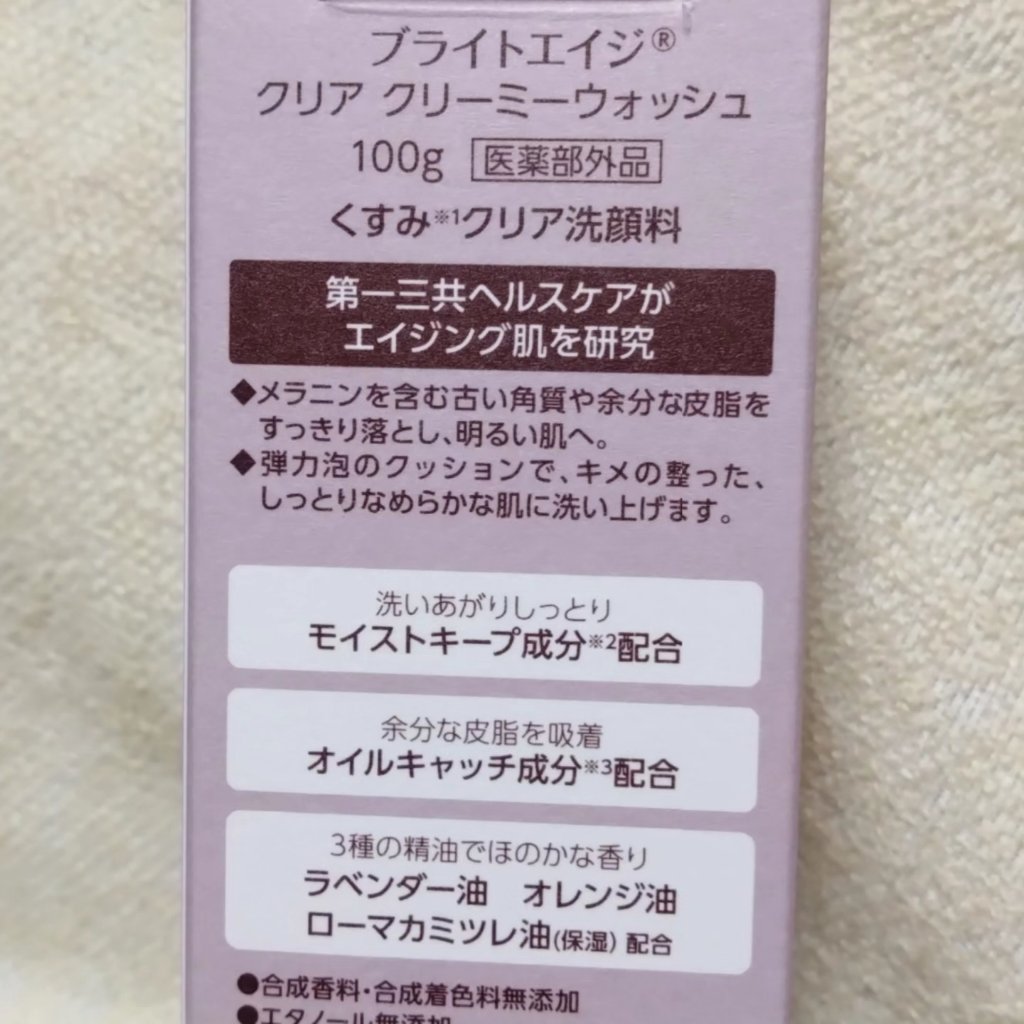 ブライトエイジ®
クリア クリーミーウォッシュ
100g 医薬部外品
くすみ※1クリア洗顔料
第一三共ヘルスケアが
エイジング肌を研究
◆メラニンを含む古い角質や余分な皮脂を
すっきり落とし、明るい肌へ。
◆弾力泡のクッションで、キメの整った、
しっとりなめらかな肌に洗い上げます。
洗いあがりしっとり
モイストキープ成分※2配合
余分な皮脂を吸着
オイルキャッチ成分※3配合
3種の精油でほのかな香り
ラベンダー油 オレンジ油
ローマカミツレ油(保湿) 配合
●合成香料・合成着色料無添加
●エタノール無添加